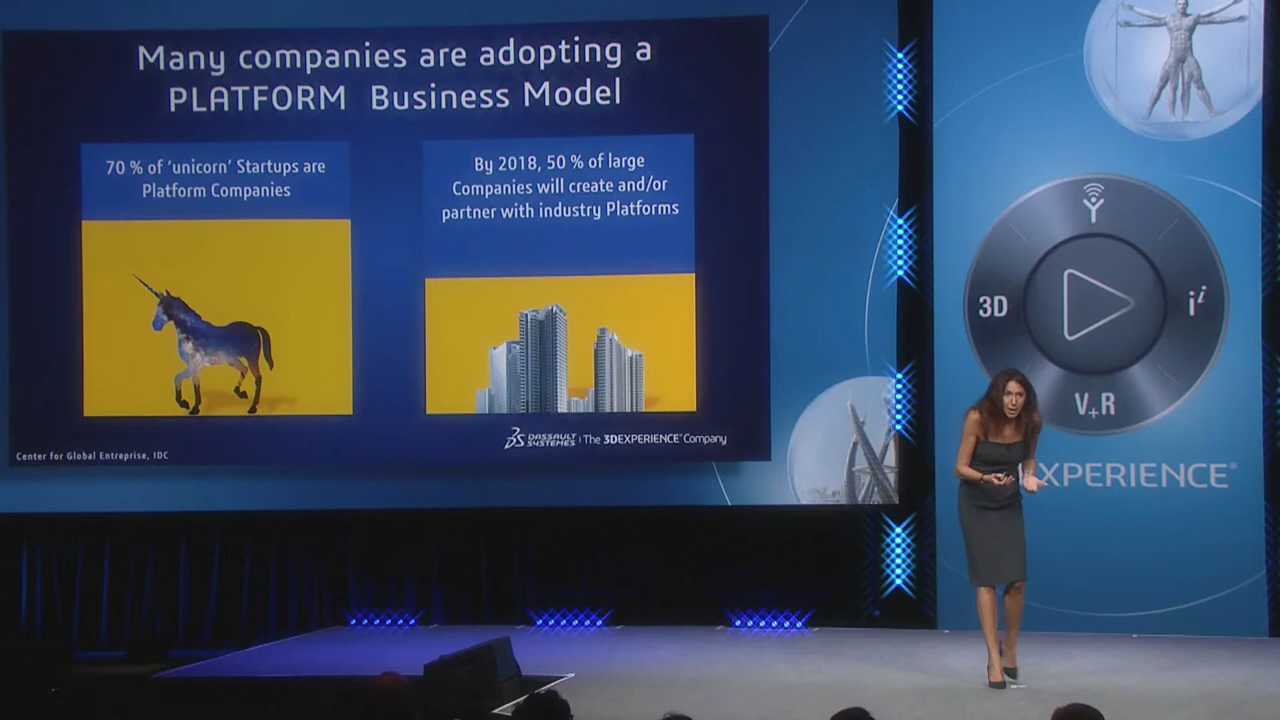 Many companies are adopting a
PLATFORM Business Model
70 % of 'unicorn' Startups are
Platform Companies
By 2018, 50 % of large
Companies will create and/or
partner with industry Platforms
DASSAULT
SYSTEMES | The 3DEXPERIENCE® Company
Center for Global Entreprise, IDC
3D
i i
V+R
XPERIENCE®